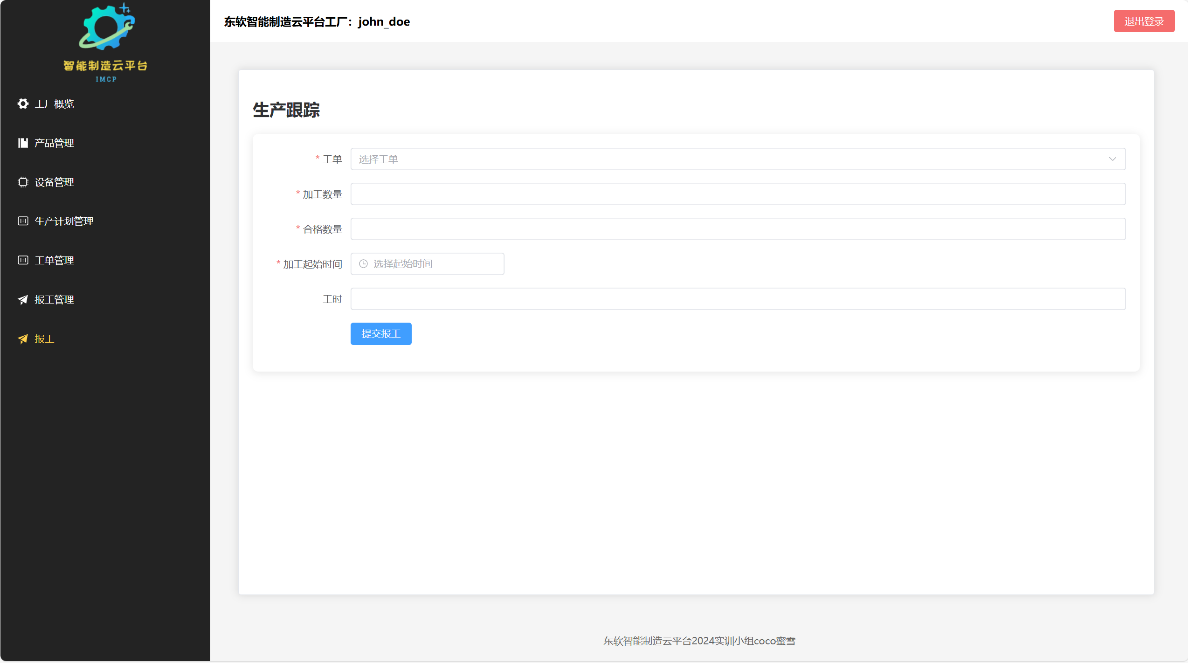 智能制造云平台
IMCP
工厂概览
产品管理
设备管理
生产计划管理
工单管理
报工管理
报工
东软智能制造云平台工厂：john_doe
退出登录
生产跟踪
* 工单
选择工单
* 加工数量
* 合格数量
* 加工起始时间
选择起始时间
工时
提交报工
东软智能制造云平台2024实训小组coco蜜雪